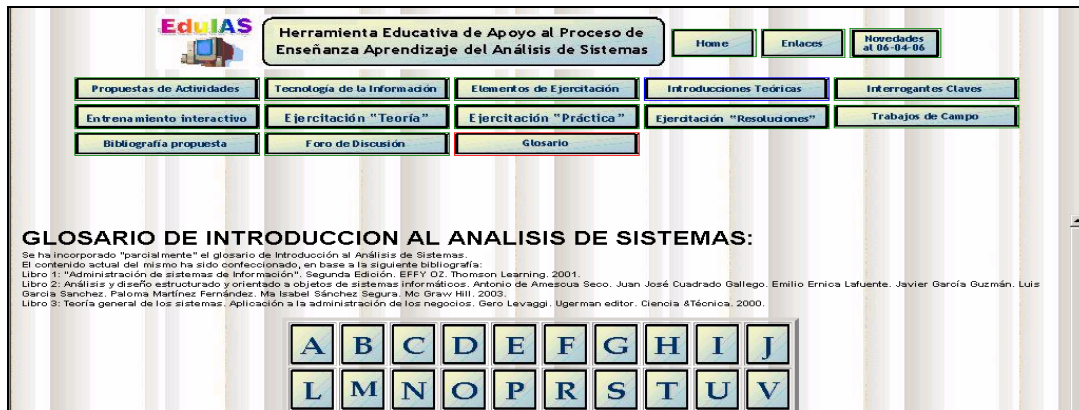 EduIAS
Herramienta Educativa de Apoyo al Proceso de
Enseñanza Aprendizaje del Análisis de Sistemas
Home
Enlaces
Novedades
al 06-04-06
Propuestas de Actividades
Tecnología de la Información
Elementos de Ejercitación
Introducciones Teóricas
Interrogantes Claves
Entrenamiento interactivo
Ejercitación "Teoría"
Ejercitación "Práctica"
Ejercitación "Resoluciones"
Trabajos de Campo
Bibliografía propuesta
Foro de Discusión
Glosario
GLOSARIO DE INTRODUCCION AL ANALISIS DE SISTEMAS:
Se ha incorporado "parcialmente" el glosario de Introducción al Análisis de Sistemas.
El contenido actual del mismo ha sido confeccionado, en base a la siguiente bibliografía:
Libro 1: "Administración de sistemas de Información". Segunda Edición. EFFY OZ. Thomson Learning. 2001.
Libro 2: Análisis y diseño estructurado y orientado a objetos de sistemas informáticos. Antonio de Amescua Seco. Juan José Cuadrado Gallego. Emilio Ernica Lafuente. Javier García Guzmán. Luis
Garcia Sanchez. Paloma Martínez Fernández. Ma Isabel Sánchez Segura. Mc Graw Hill. 2003.
Libro 3: Teoría general de los sistemas. Aplicación a la administración de los negocios. Gero Levaggi. Ugerman editor. Ciencia &Técnica. 2000.
A B C D E F G H I J
L M N O P R S T U V